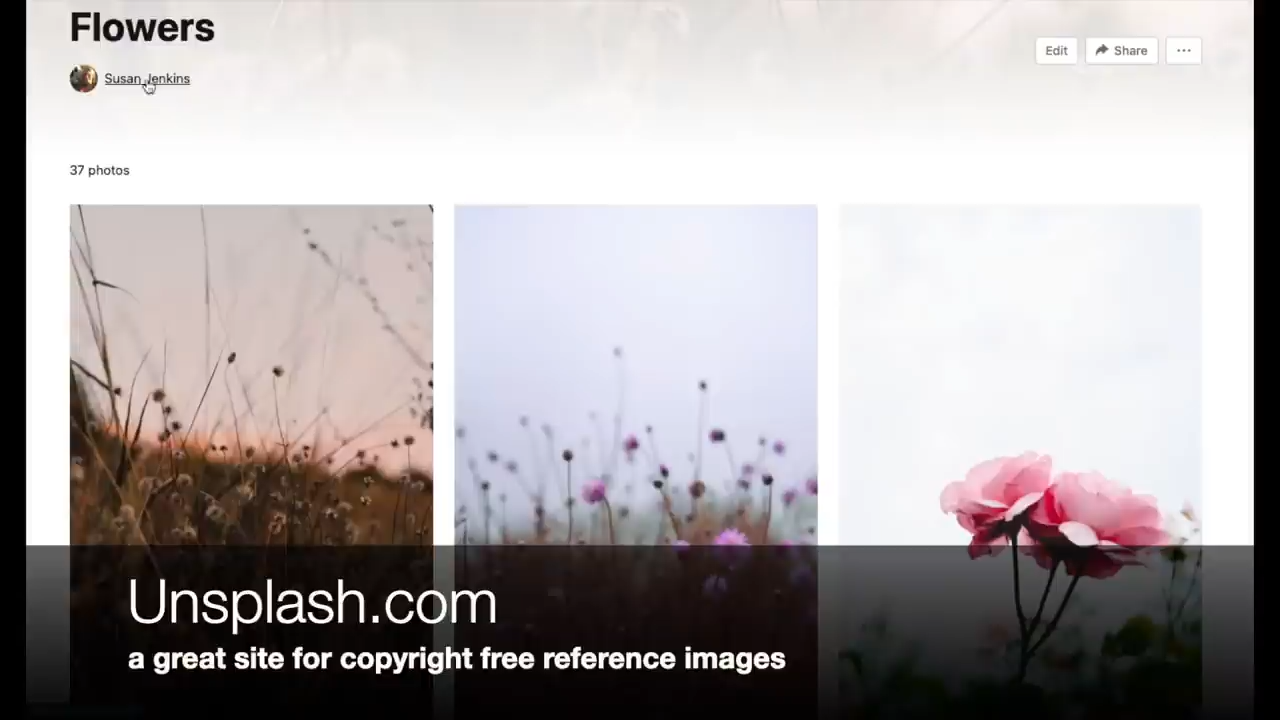 Flowers
Edit
Share
Susan Jenkins
37 photos
Unsplash.com
a great site for copyright free reference images